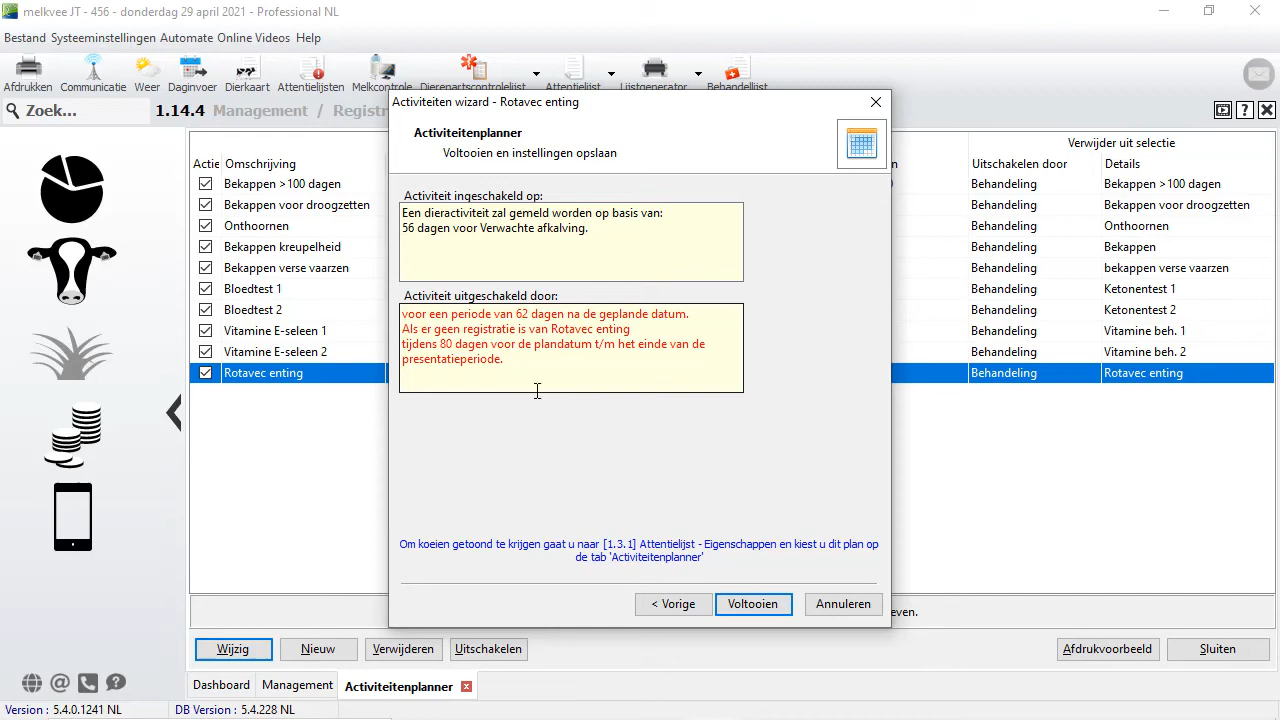 melkvee JT - 456 - donderdag 29 april 2021 - Professional NL
Bestand Systeeminstellingen Automate Online Videos Help
Afdrukken Communicatie Weer Daginvoer Dierkaart Attentielijsten Melkcontrole Dierenartscontrolelijst Attentielijst Lijstgenerator Behandellijst
Zoek... 1.14.4 Management / Registr
Activiteiten wizard - Rotavec enting
Activiteitenplanner
Voltooien en instellingen opslaan
Verwijder uit selectie
Actie Omschrijving Uitschakelen door Details
Bekappen >100 dagen Behandeling Bekappen >100 dagen
Bekappen voor droogzetten Behandeling Bekappen voor droogzetten
Onthoornen Behandeling Onthoornen
Bekappen kreupelheid Behandeling Bekappen
Bekappen verse vaarzen Behandeling bekappen verse vaarzen
Bloedtest 1 Behandeling Ketonentest 1
Bloedtest 2 Behandeling Ketonentest 2
Vitamine E-seleen 1 Behandeling Vitamine beh. 1
Vitamine E-seleen 2 Behandeling Vitamine beh. 2
Rotavec enting Behandeling Rotavec enting
Activiteit ingeschakeld op:
Een dieractiviteit zal gemeld worden op basis van:
56 dagen voor Verwachte afkalving.
Activiteit uitgeschakeld door:
voor een periode van 62 dagen na de geplande datum.
Als er geen registratie is van Rotavec enting
tijdens 80 dagen voor de plandatum t/m het einde van de
presentatieperiode.
Om koeien getoond te krijgen gaat u naar [1.3.1] Attentielijst - Eigenschappen en kiest u dit plan op
de tab 'Activiteitenplanner'
< Vorige Voltooien Annuleren
even.
Wijzig Nieuw Verwijderen Uitschakelen Afdrukvoorbeeld Sluiten
Dashboard Management Activiteitenplanner
Version : 5.4.0.1241 NL DB Version : 5.4.228 NL